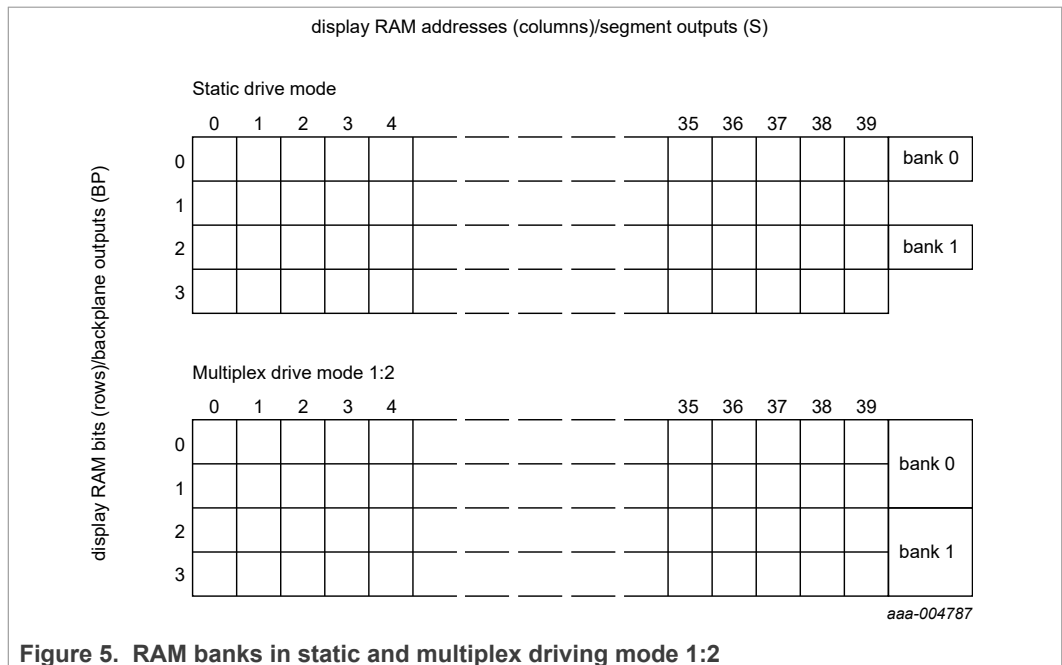 display RAM addresses (columns)/segment outputs (S)
display RAM bits (rows)/backplane outputs (BP)
Static drive mode
0 1 2 3 4 35 36 37 38 39
0 bank 0
1
2 bank 1
3
Multiplex drive mode 1:2
0 1 2 3 4 35 36 37 38 39
0
bank 0
1
2
bank 1
3
aaa-004787
Figure 5. RAM banks in static and multiplex driving mode 1:2